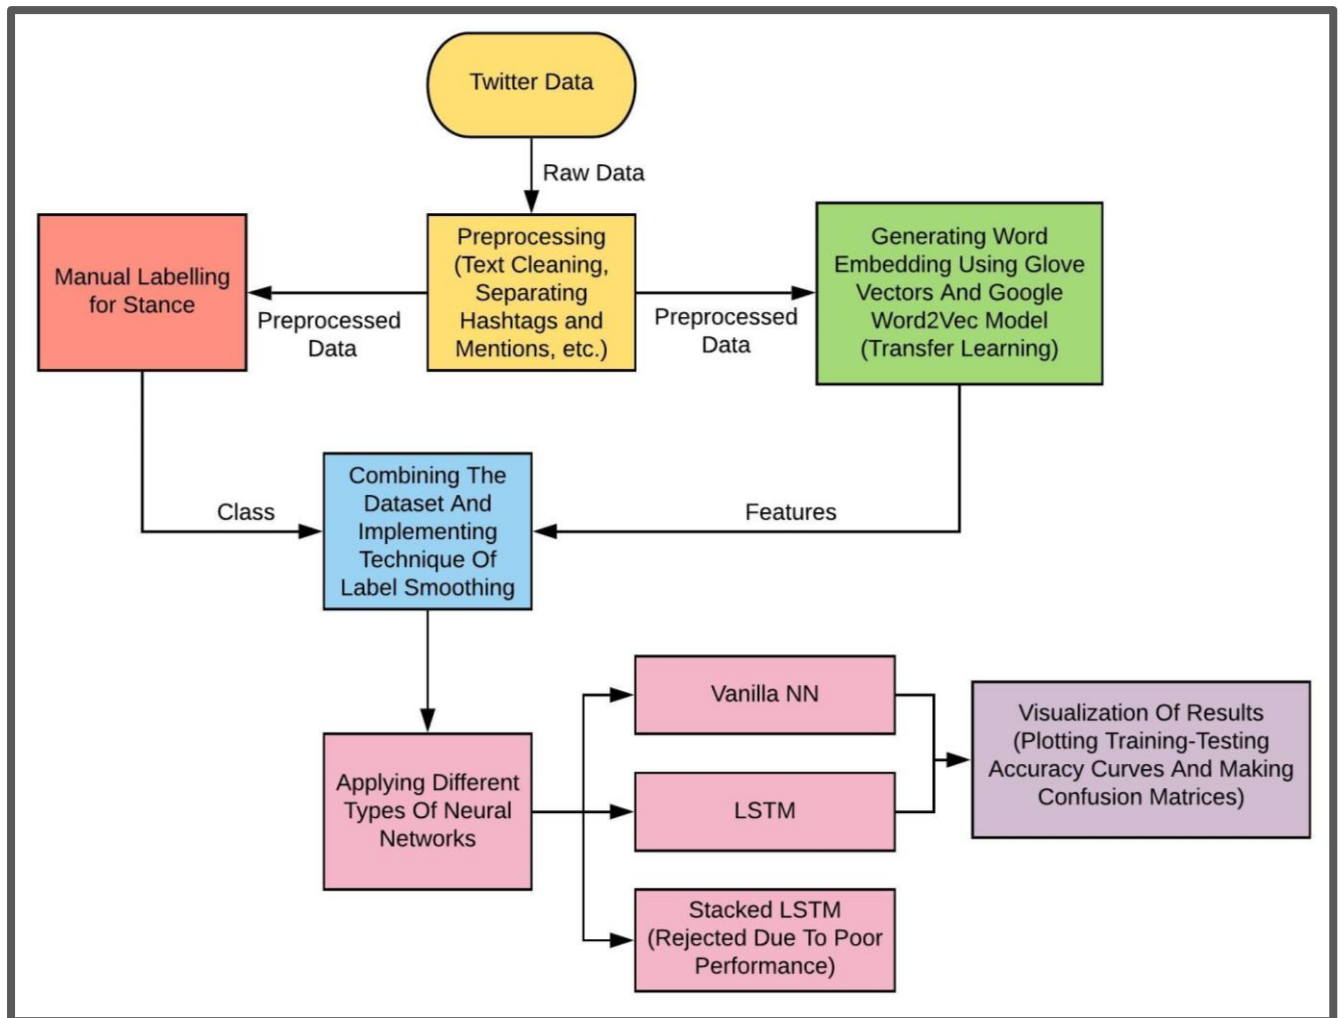 Twitter Data
Raw Data
Manual Labelling
for Stance
Preprocessed
Data
Preprocessing
(Text Cleaning,
Separating
Hashtags and
Mentions, etc.)
Preprocessed
Data
Generating Word
Embedding Using Glove
Vectors And Google
Word2Vec Model
(Transfer Learning)
Class
Combining The
Dataset And
Implementing
Technique Of
Label Smoothing
Features
Applying Different
Types Of Neural
Networks
Vanilla NN
LSTM
Stacked LSTM
(Rejected Due To Poor
Performance)
Visualization Of Results
(Plotting Training-Testing
Accuracy Curves And Making
Confusion Matrices)